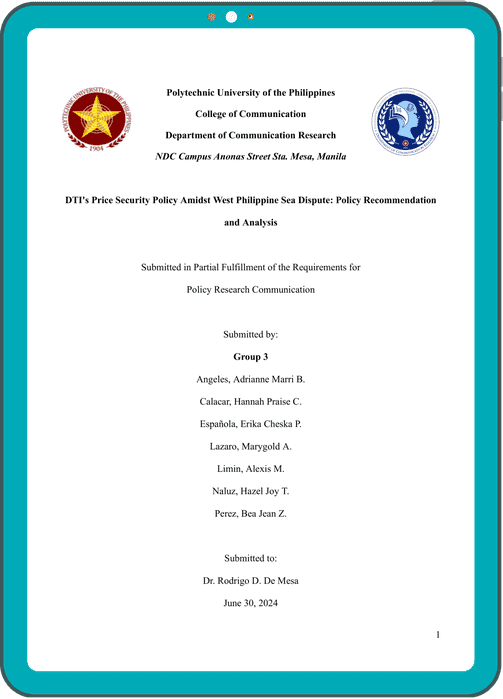 Polytechnic University of the Philippines
College of Communication
Department of Communication Research
NDC Campus Anonas Street Sta. Mesa, Manila
POLYTECHNIC UNIVERSITY OF THE PHILIPPINES
1904
DTI's Price Security Policy Amidst West Philippine Sea Dispute: Policy Recommendation
and Analysis
Submitted in Partial Fulfillment of the Requirements for
Policy Research Communication
Submitted by:
Group 3
Angeles, Adrianne Marri B.
Calacar, Hannah Praise C.
Española, Erika Cheska P.
Lazaro, Marygold A.
Limin, Alexis M.
Naluz, Hazel Joy T.
Perez, Bea Jean Z.
Submitted to:
Dr. Rodrigo D. De Mesa
June 30, 2024
1